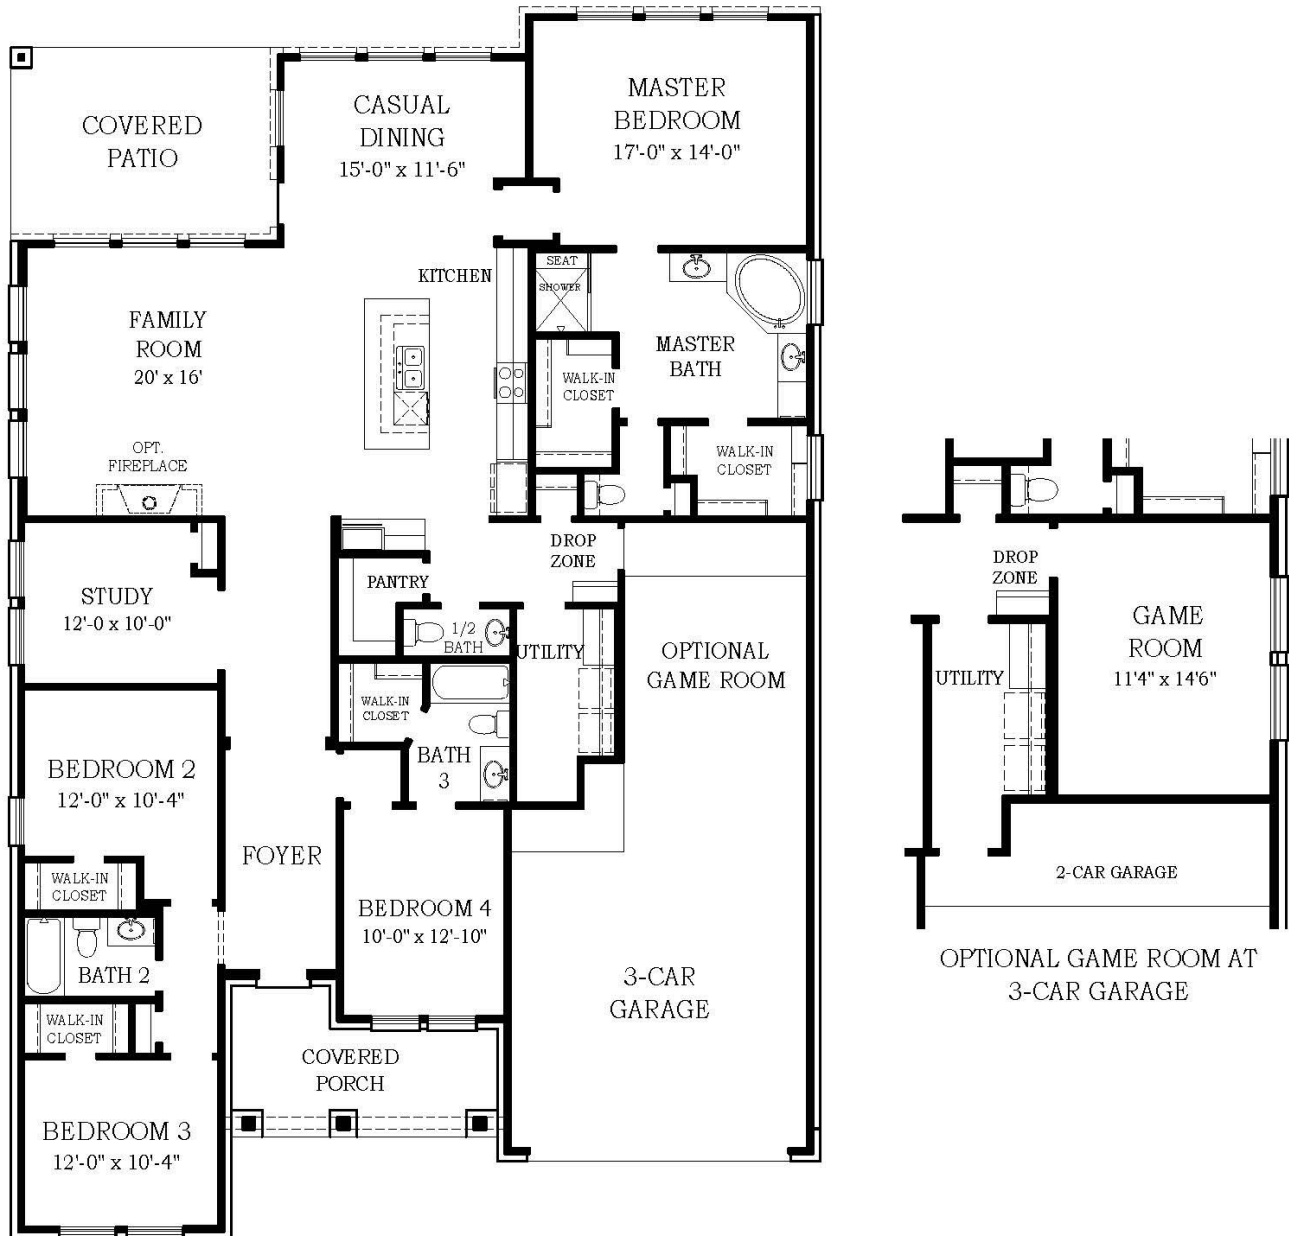 MASTER
BEDROOM
17'-0" x 14'-0"
CASUAL
DINING
15'-0" x 11'-6"
COVERED
PATIO
KITCHEN
SEAT
SHOWER
FAMILY
ROOM
20' x 16'
MASTER
BATH
WALK-IN
CLOSET
OPT.
FIREPLACE
WALK-IN
CLOSET
DROP
ZONE
PANTRY
STUDY
12'-0 x 10'-0"
1/2
BATH
UTILITY
OPTIONAL
GAME ROOM
WALK-IN
CLOSET
BATH
3
BEDROOM 2
12'-0" x 10'-4"
FOYER
WALK-IN
CLOSET
BEDROOM 4
10'-0" x 12'-10"
BATH 2
3-CAR
GARAGE
WALK-IN
CLOSET
COVERED
PORCH
BEDROOM 3
12'-0" x 10'-4"
DROP
ZONE
GAME
ROOM
11'4" x 14'6"
UTILITY
2-CAR GARAGE
OPTIONAL GAME ROOM AT
3-CAR GARAGE